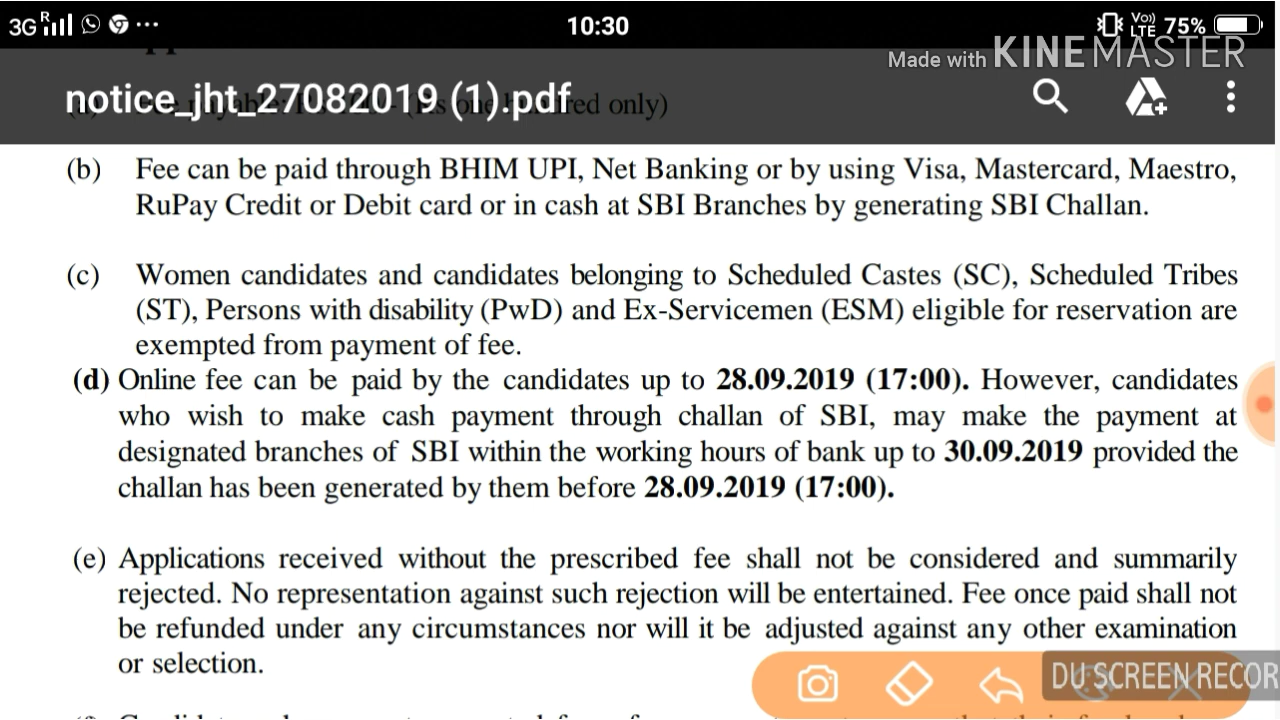 3G R 10:30 Vo)) LTE 75%
Made with KINEMASTER
notice_jht_27082019 (1).pdf
only)
(b) Fee can be paid through BHIM UPI, Net Banking or by using Visa, Mastercard, Maestro,
RuPay Credit or Debit card or in cash at SBI Branches by generating SBI Challan.
(c) Women candidates and candidates belonging to Scheduled Castes (SC), Scheduled Tribes
(ST), Persons with disability (PwD) and Ex-Servicemen (ESM) eligible for reservation are
exempted from payment of fee.
(d) Online fee can be paid by the candidates up to 28.09.2019 (17:00). However, candidates
who wish to make cash payment through challan of SBI, may make the payment at
designated branches of SBI within the working hours of bank up to 30.09.2019 provided the
challan has been generated by them before 28.09.2019 (17:00).
(e) Applications received without the prescribed fee shall not be considered and summarily
rejected. No representation against such rejection will be entertained. Fee once paid shall not
be refunded under any circumstances nor will it be adjusted against any other examination
or selection.
DU SCREEN RECOR